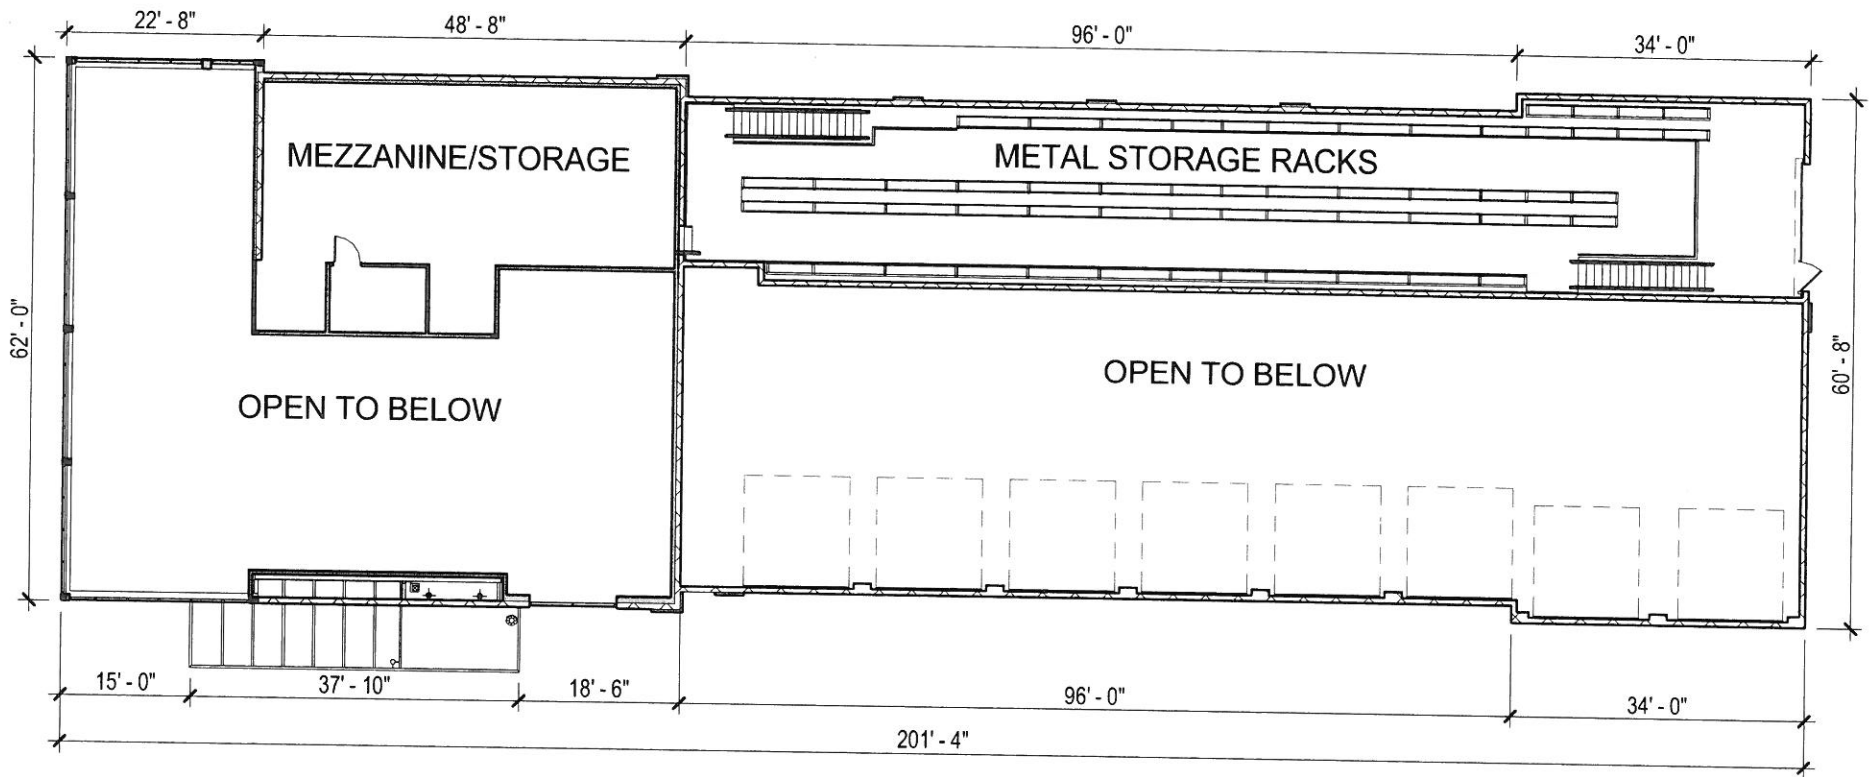 22' - 8"
48' - 8"
96' - 0"
34' - 0"
MEZZANINE/STORAGE
METAL STORAGE RACKS
62' - 0"
60' - 8"
OPEN TO BELOW
OPEN TO BELOW
15' - 0"
37' - 10"
18' - 6"
96' - 0"
34' - 0"
201' - 4"